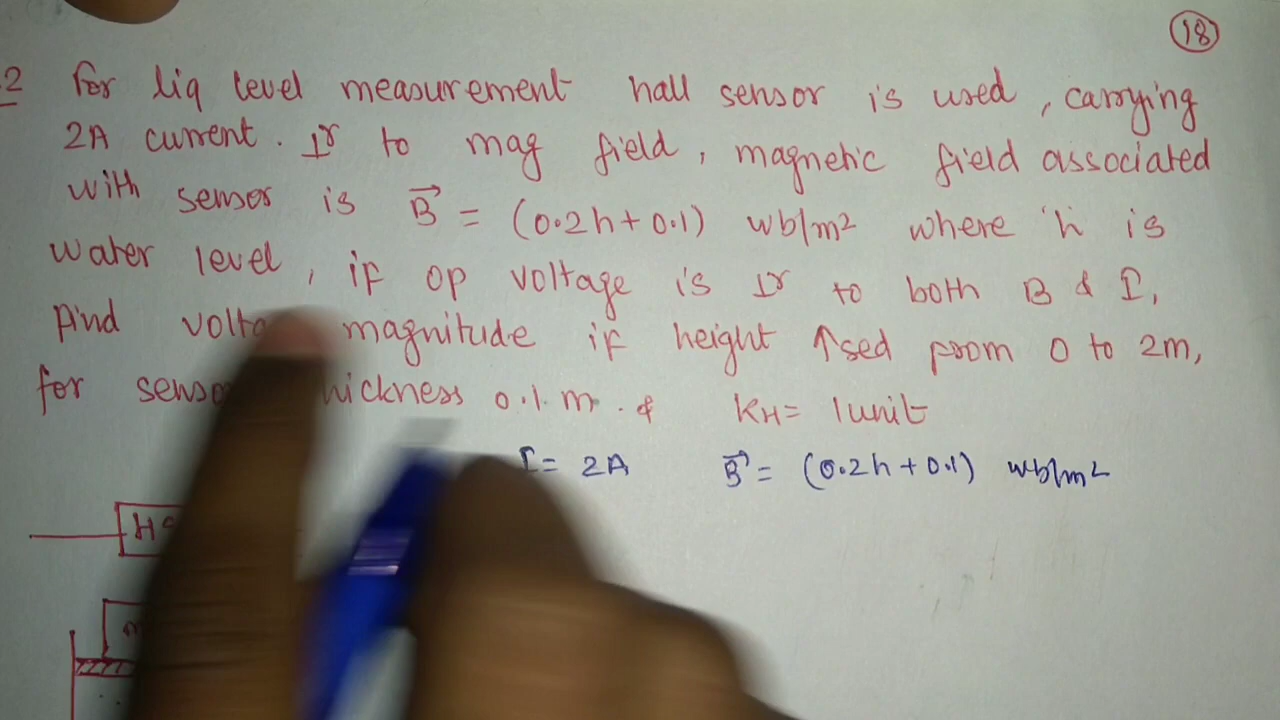 18
.2 For liq level measurement hall sensor is used, carrying
2A current. Ir to mag field, magnetic field associated
with sensor is B⃗ = (0.2h+0.1) wb/m² where 'h is
water level, if op voltage is Ir to both B & I,
find magnitude if height ↑sed from 0 to 2m,
for 0.1 m. & KH = 1unit
I = 2A B⃗ = (0.2h+0.1) wb/m²